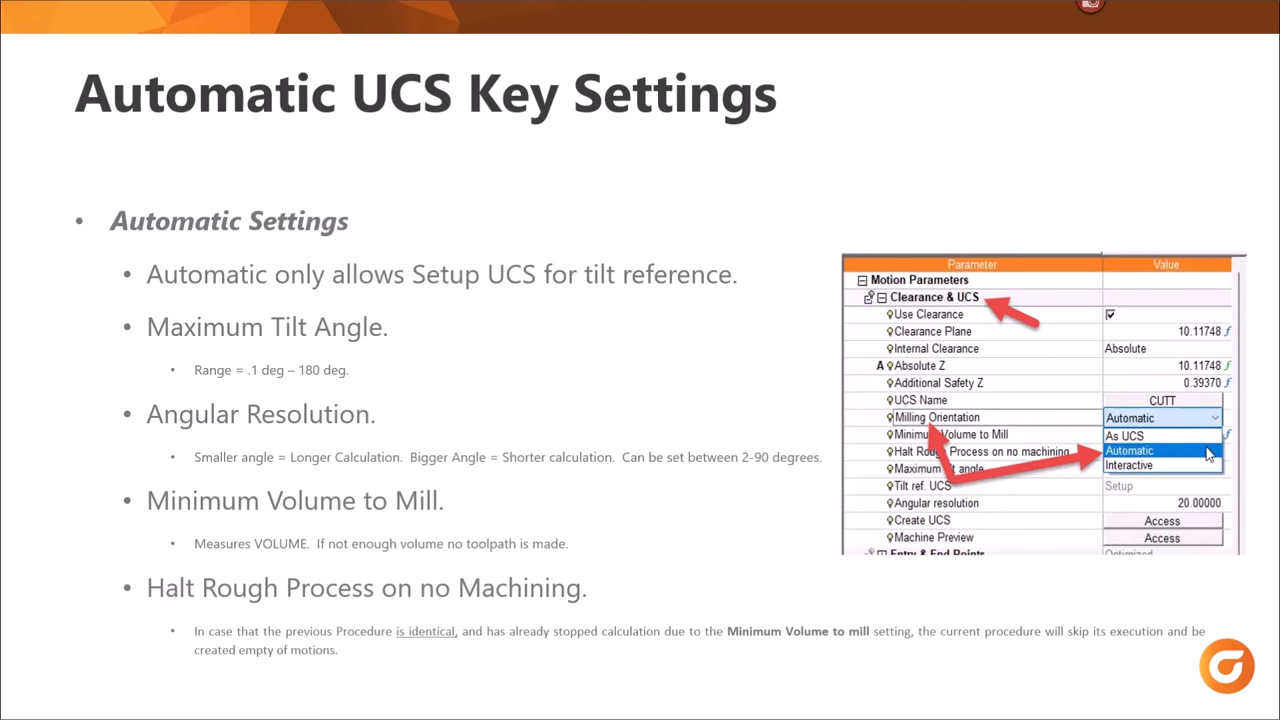 Automatic UCS Key Settings
• Automatic Settings
• Automatic only allows Setup UCS for tilt reference.
• Maximum Tilt Angle.
• Range = .1 deg – 180 deg.
• Angular Resolution.
• Smaller angle = Longer Calculation. Bigger Angle = Shorter calculation. Can be set between 2-90 degrees.
• Minimum Volume to Mill.
• Measures VOLUME. If not enough volume no toolpath is made.
• Halt Rough Process on no Machining.
• In case that the previous Procedure is identical, and has already stopped calculation due to the Minimum Volume to mill setting, the current procedure will skip its execution and be
created empty of motions.
Parameter Value
Motion Parameters
Clearance & UCS
Use Clearance
Clearance Plane 10.11748 f
Internal Clearance Absolute
A Absolute Z 10.11748 f
Additional Safety Z 0.39370 f
UCS Name CUTT
Milling Orientation Automatic
Volume to Mill As UCS f
Halt Process on no machining Automatic
Interactive
Tilt ref. UCS Setup
Angular resolution 20.00000
Create UCS Access
Machine Preview Access
Entry & End Points Optimized